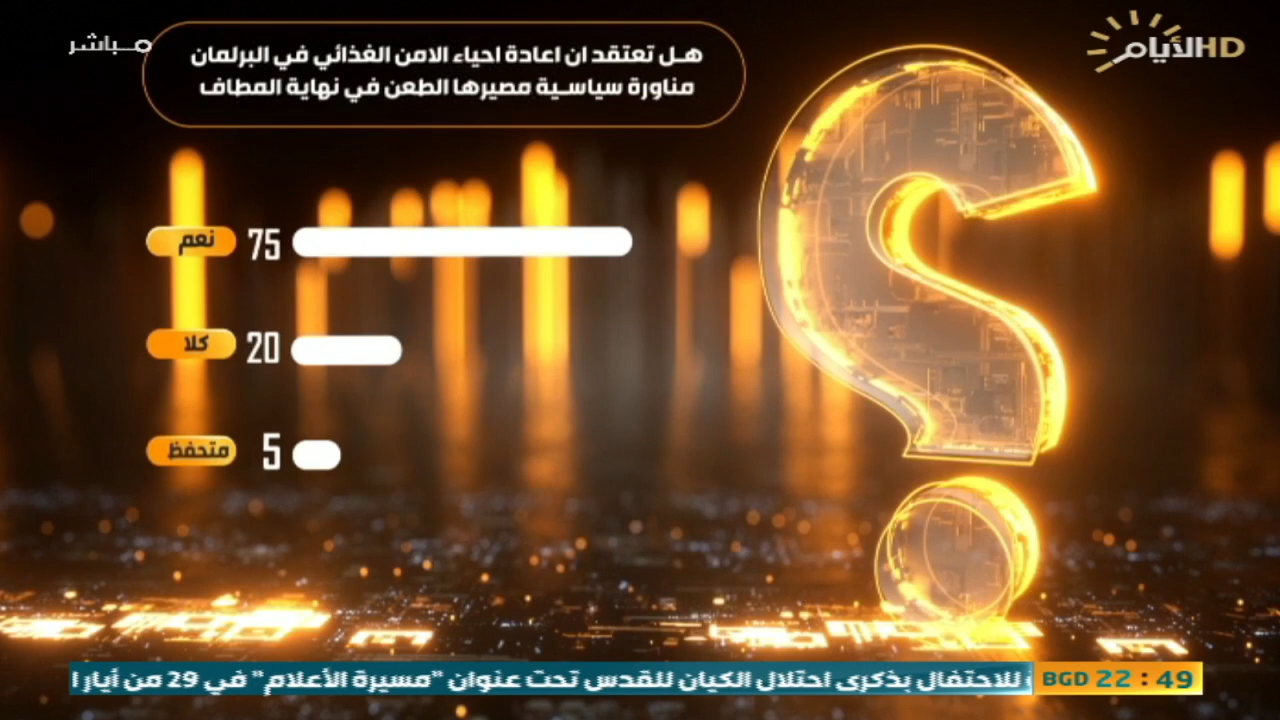 مباشر
الأيام HD
هل تعتقد ان اعادة احياء الامن الغذائي في البرلمان
مناورة سياسية مصيرها الطعن في نهاية المطاف
نعم 75
كلا 20
متحفظ 5
للاحتفال بذكرى احتلال الكيان للقدس تحت عنوان "مسيرة الأعلام" في 29 من أيار
BGD 22 : 49